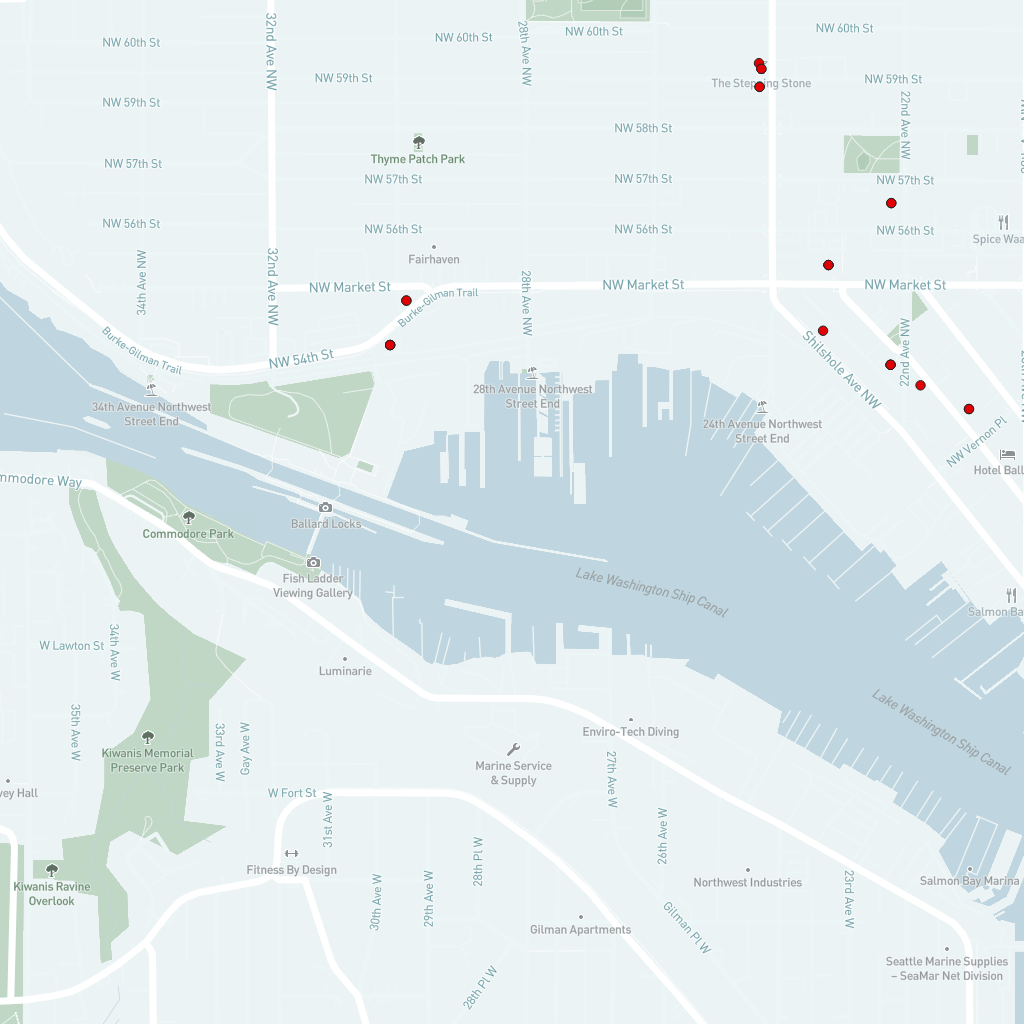 NW 60th St
32nd Ave NW
NW 60th St
28th Ave NW
NW 60th St
NW 60th St
NW 59th St
The Stepping Stone
NW 59th St
NW 59th St
22nd Ave NW
NW 58th St
Thyme Patch Park
NW 57th St
NW 57th St
NW 57th St
NW 57th St
NW 56th St
NW 56th St
NW 56th St
NW 56th St
Spice Waa
Fairhaven
34th Ave NW
32nd Ave NW
28th Ave NW
NW Market St
Burke-Gilman Trail
NW Market St
NW Market St
Burke-Gilman Trail
NW 54th St
Shilshole Ave NW
22nd Ave NW
34th Avenue Northwest
Street End
28th Avenue Northwest
Street End
24th Avenue Northwest
Street End
NW Vernon Pl
Hotel Ball
mmodore Way
Commodore Park
Ballard Locks
Fish Ladder
Viewing Gallery
Lake Washington Ship Canal
Salmon Ba
W Lawton St
34th Ave W
Luminarie
35th Ave W
33rd Ave W
Gay Ave W
Kiwanis Memorial
Preserve Park
Enviro-Tech Diving
Lake Washington Ship Canal
Marine Service
& Supply
27th Ave W
vey Hall
W Fort St
31st Ave W
28th Pl W
26th Ave W
Fitness By Design
Kiwanis Ravine
Overlook
30th Ave W
29th Ave W
Northwest Industries
23rd Ave W
Salmon Bay Marina
Gilman Apartments
Gilman Pl W
28th Pl W
Seattle Marine Supplies
– SeaMar Net Division